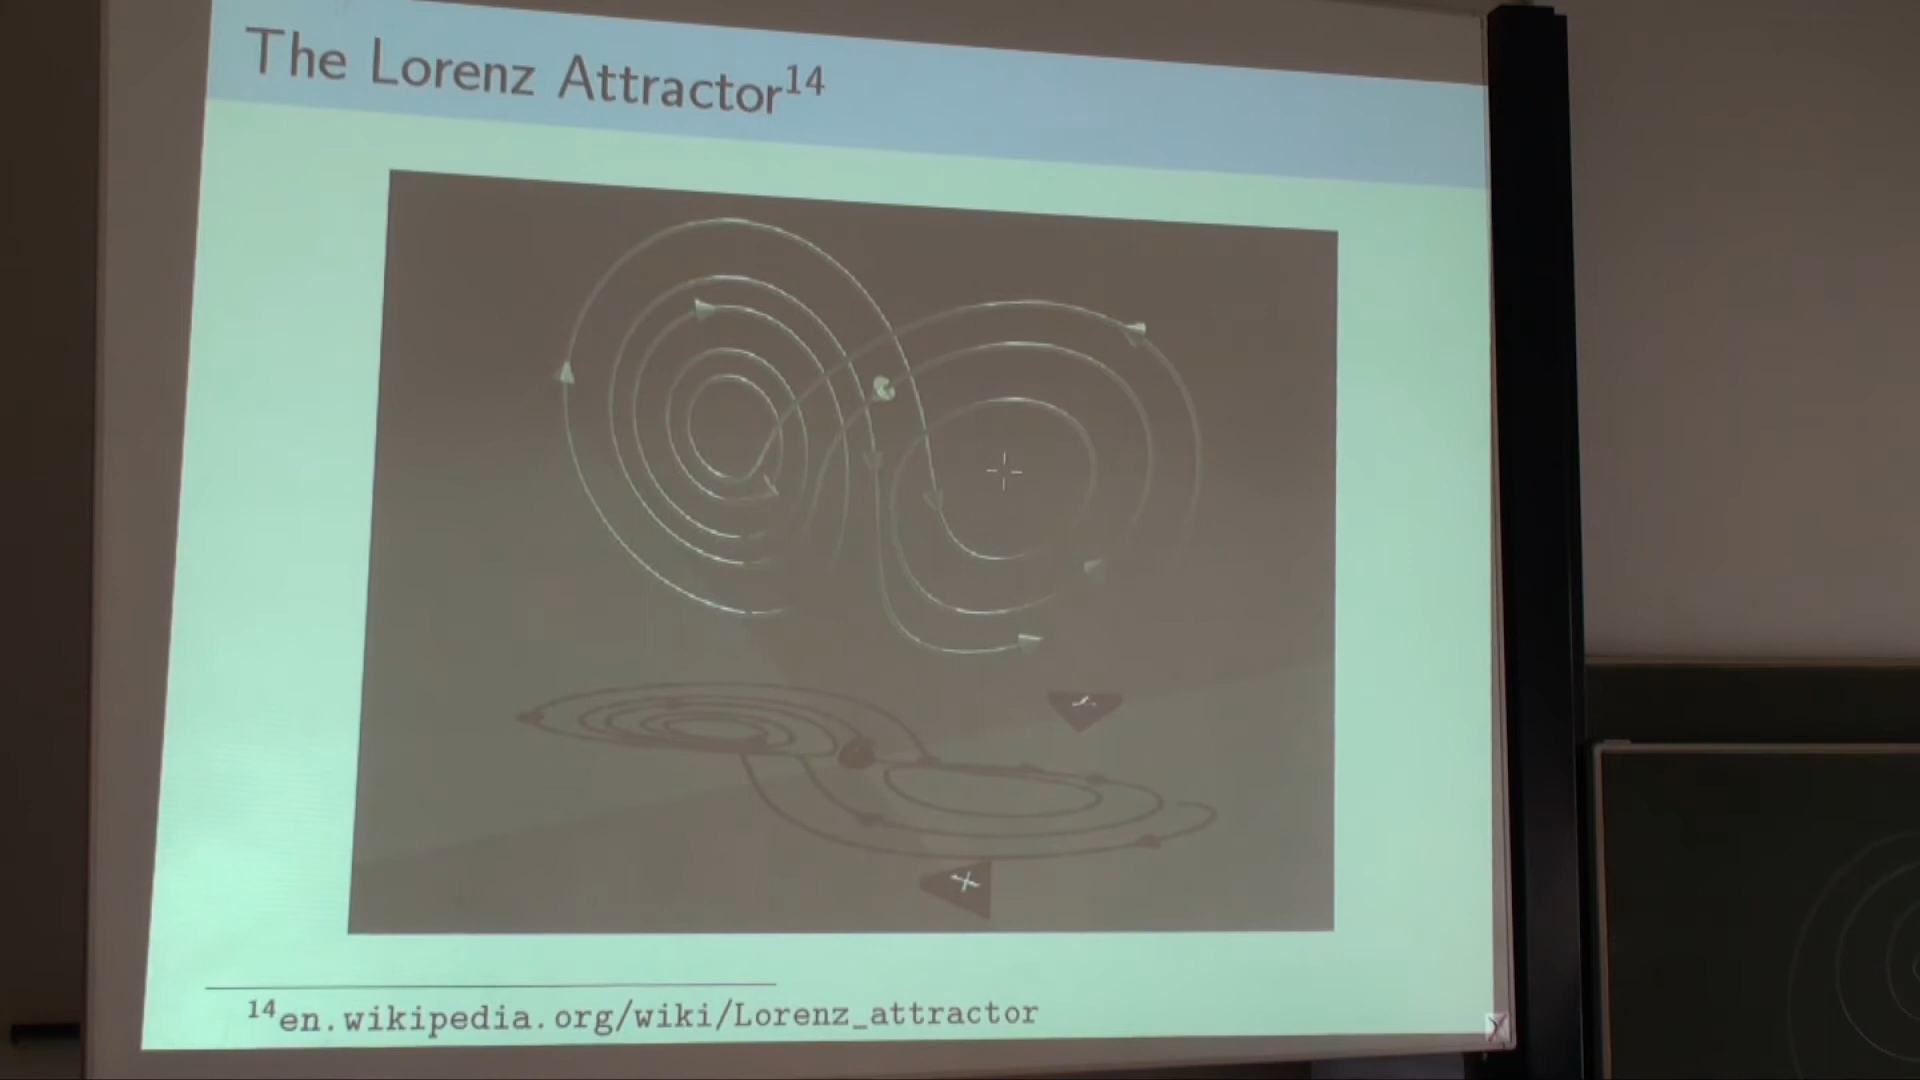 The Lorenz Attractor¹⁴
¹⁴en.wikipedia.org/wiki/Lorenz_attractor